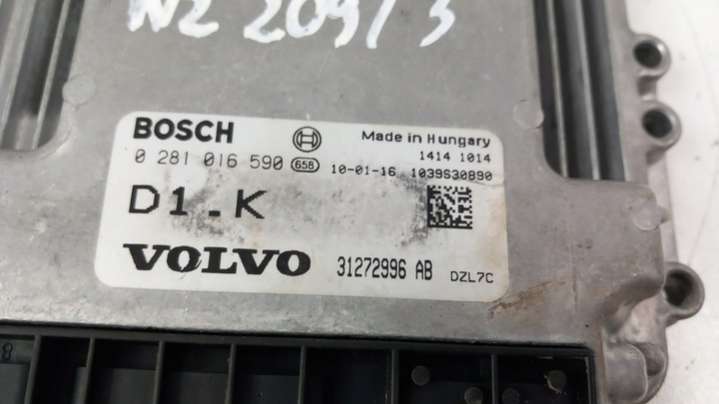 NZ 209/3
BOSCH
Made in Hungary
0 281 016 590 658 10-01-16
1414 1014
1039S30890
D1.K
VOLVO 31272996 AB DZL7C
8